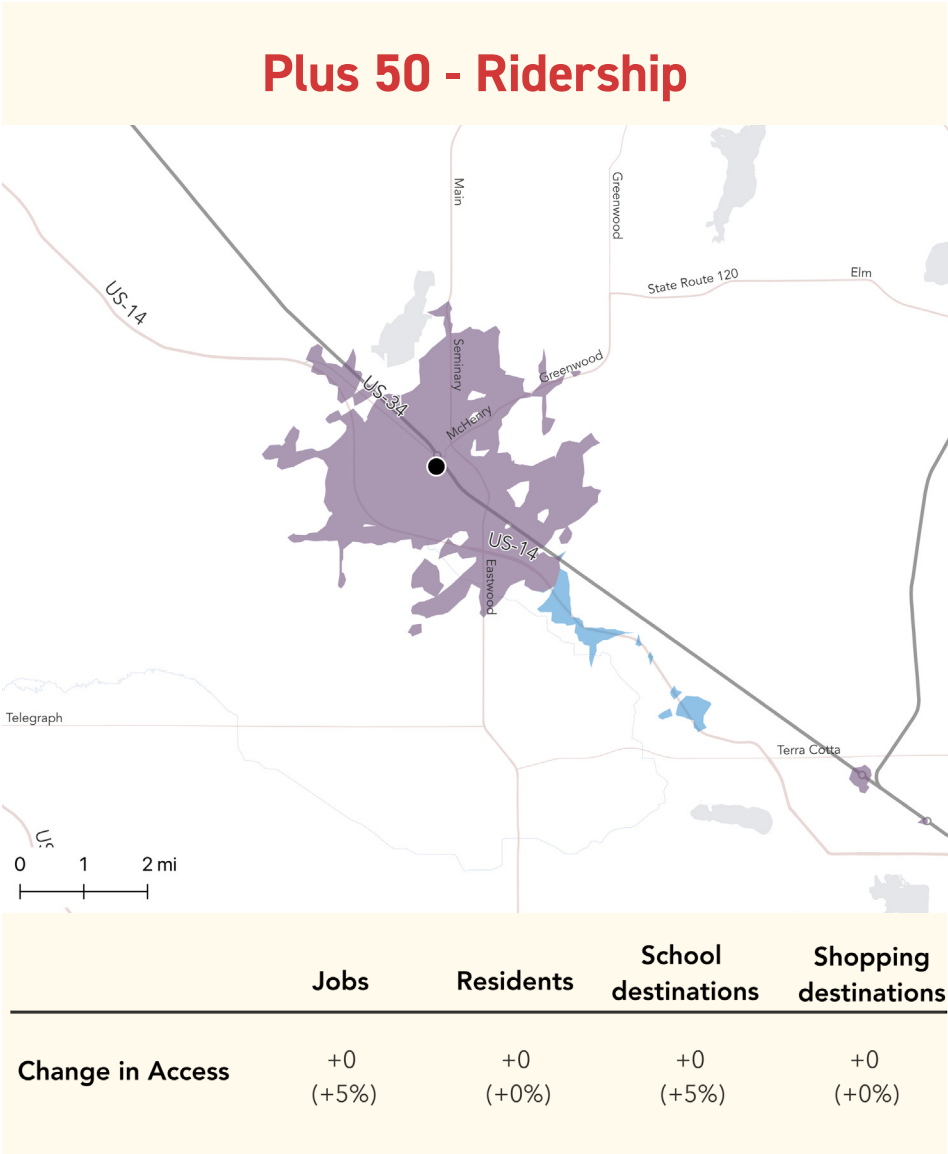 Plus 50 - Ridership
Main
Greenwood
State Route 120
Elm
US-14
Seminary
Greenwood
US-34
McHenry
US-14
Eastwood
Telegraph
Terra Cotta
US
0 1 2 mi
Jobs Residents School destinations Shopping destinations
Change in Access +0 +0 +0 +0
(+5%) (+0%) (+5%) (+0%)